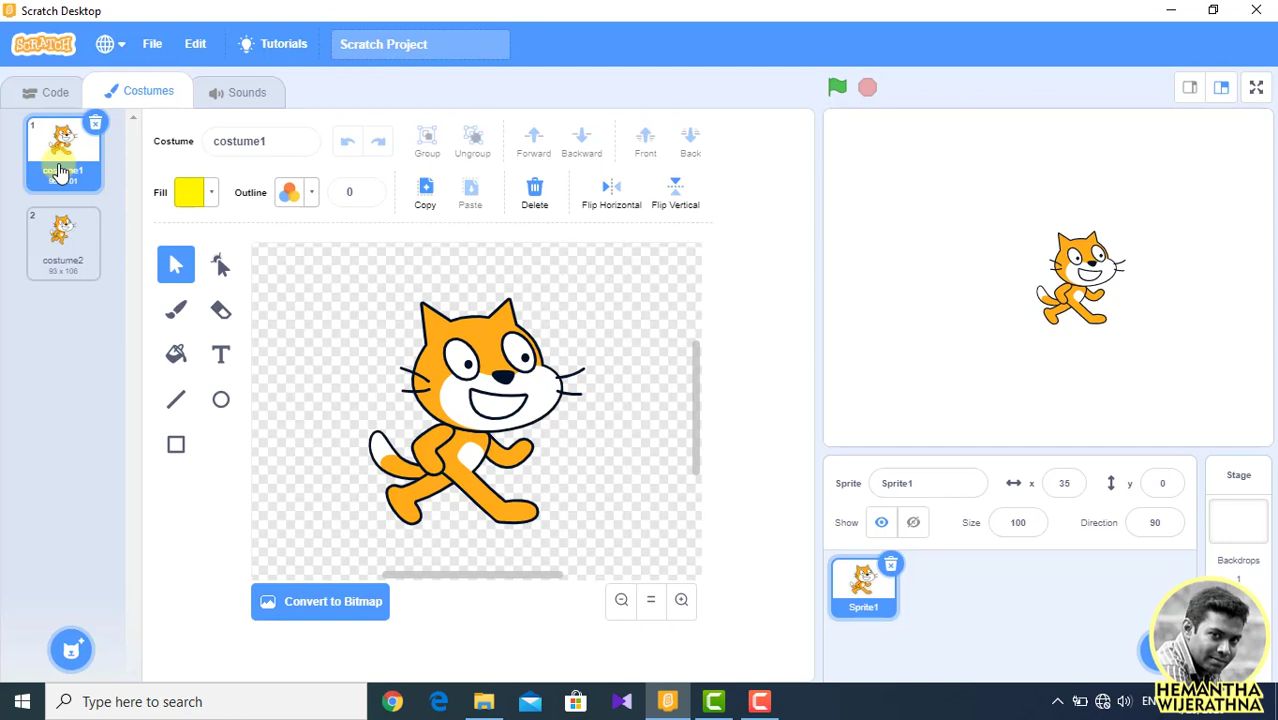 Scratch Desktop
SCRATCH
File
Edit
Tutorials
Scratch Project
Code
Costumes
Sounds
1
2
costume2
93 x 106
Costume
costume1
Group
Ungroup
Forward
Backward
Front
Back
Fill
Outline
0
Copy
Paste
Delete
Flip Horizontal
Flip Vertical
Convert to Bitmap
Sprite
Sprite1
x
35
y
0
Show
Size
100
Direction
90
Sprite1
Stage
Backdrops
1
HEMANTHA
WIJERATHNA
Type here to search